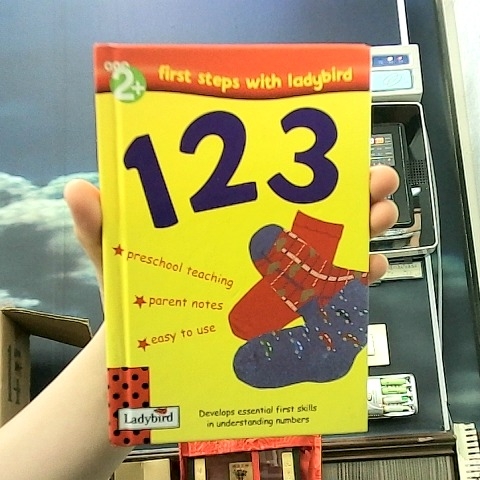 age 2+
first steps with ladybird
123
preschool teaching
parent notes
easy to use
Ladybird
Develops essential first skills
in understanding numbers